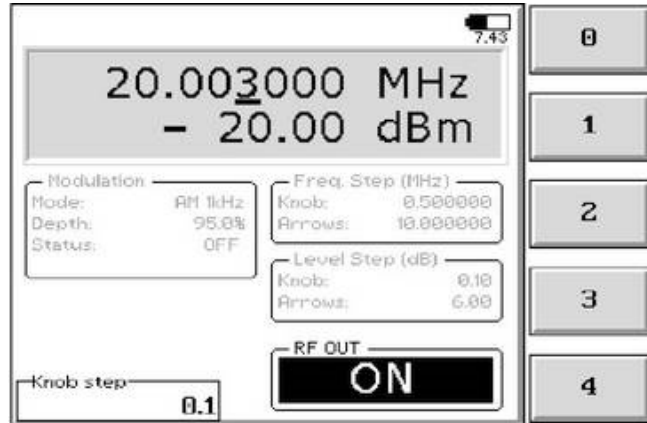 7.43
20.003000 MHz
- 20.00 dBm
Modulation
Mode: AM 1kHz
Depth: 95.0%
Status: OFF
Freq. Step (MHz)
Knob: 0.500000
Arrows: 10.000000
Level Step (dB)
Knob: 0.10
Arrows: 6.00
RF OUT
ON
Knob step
0.1
0
1
2
3
4